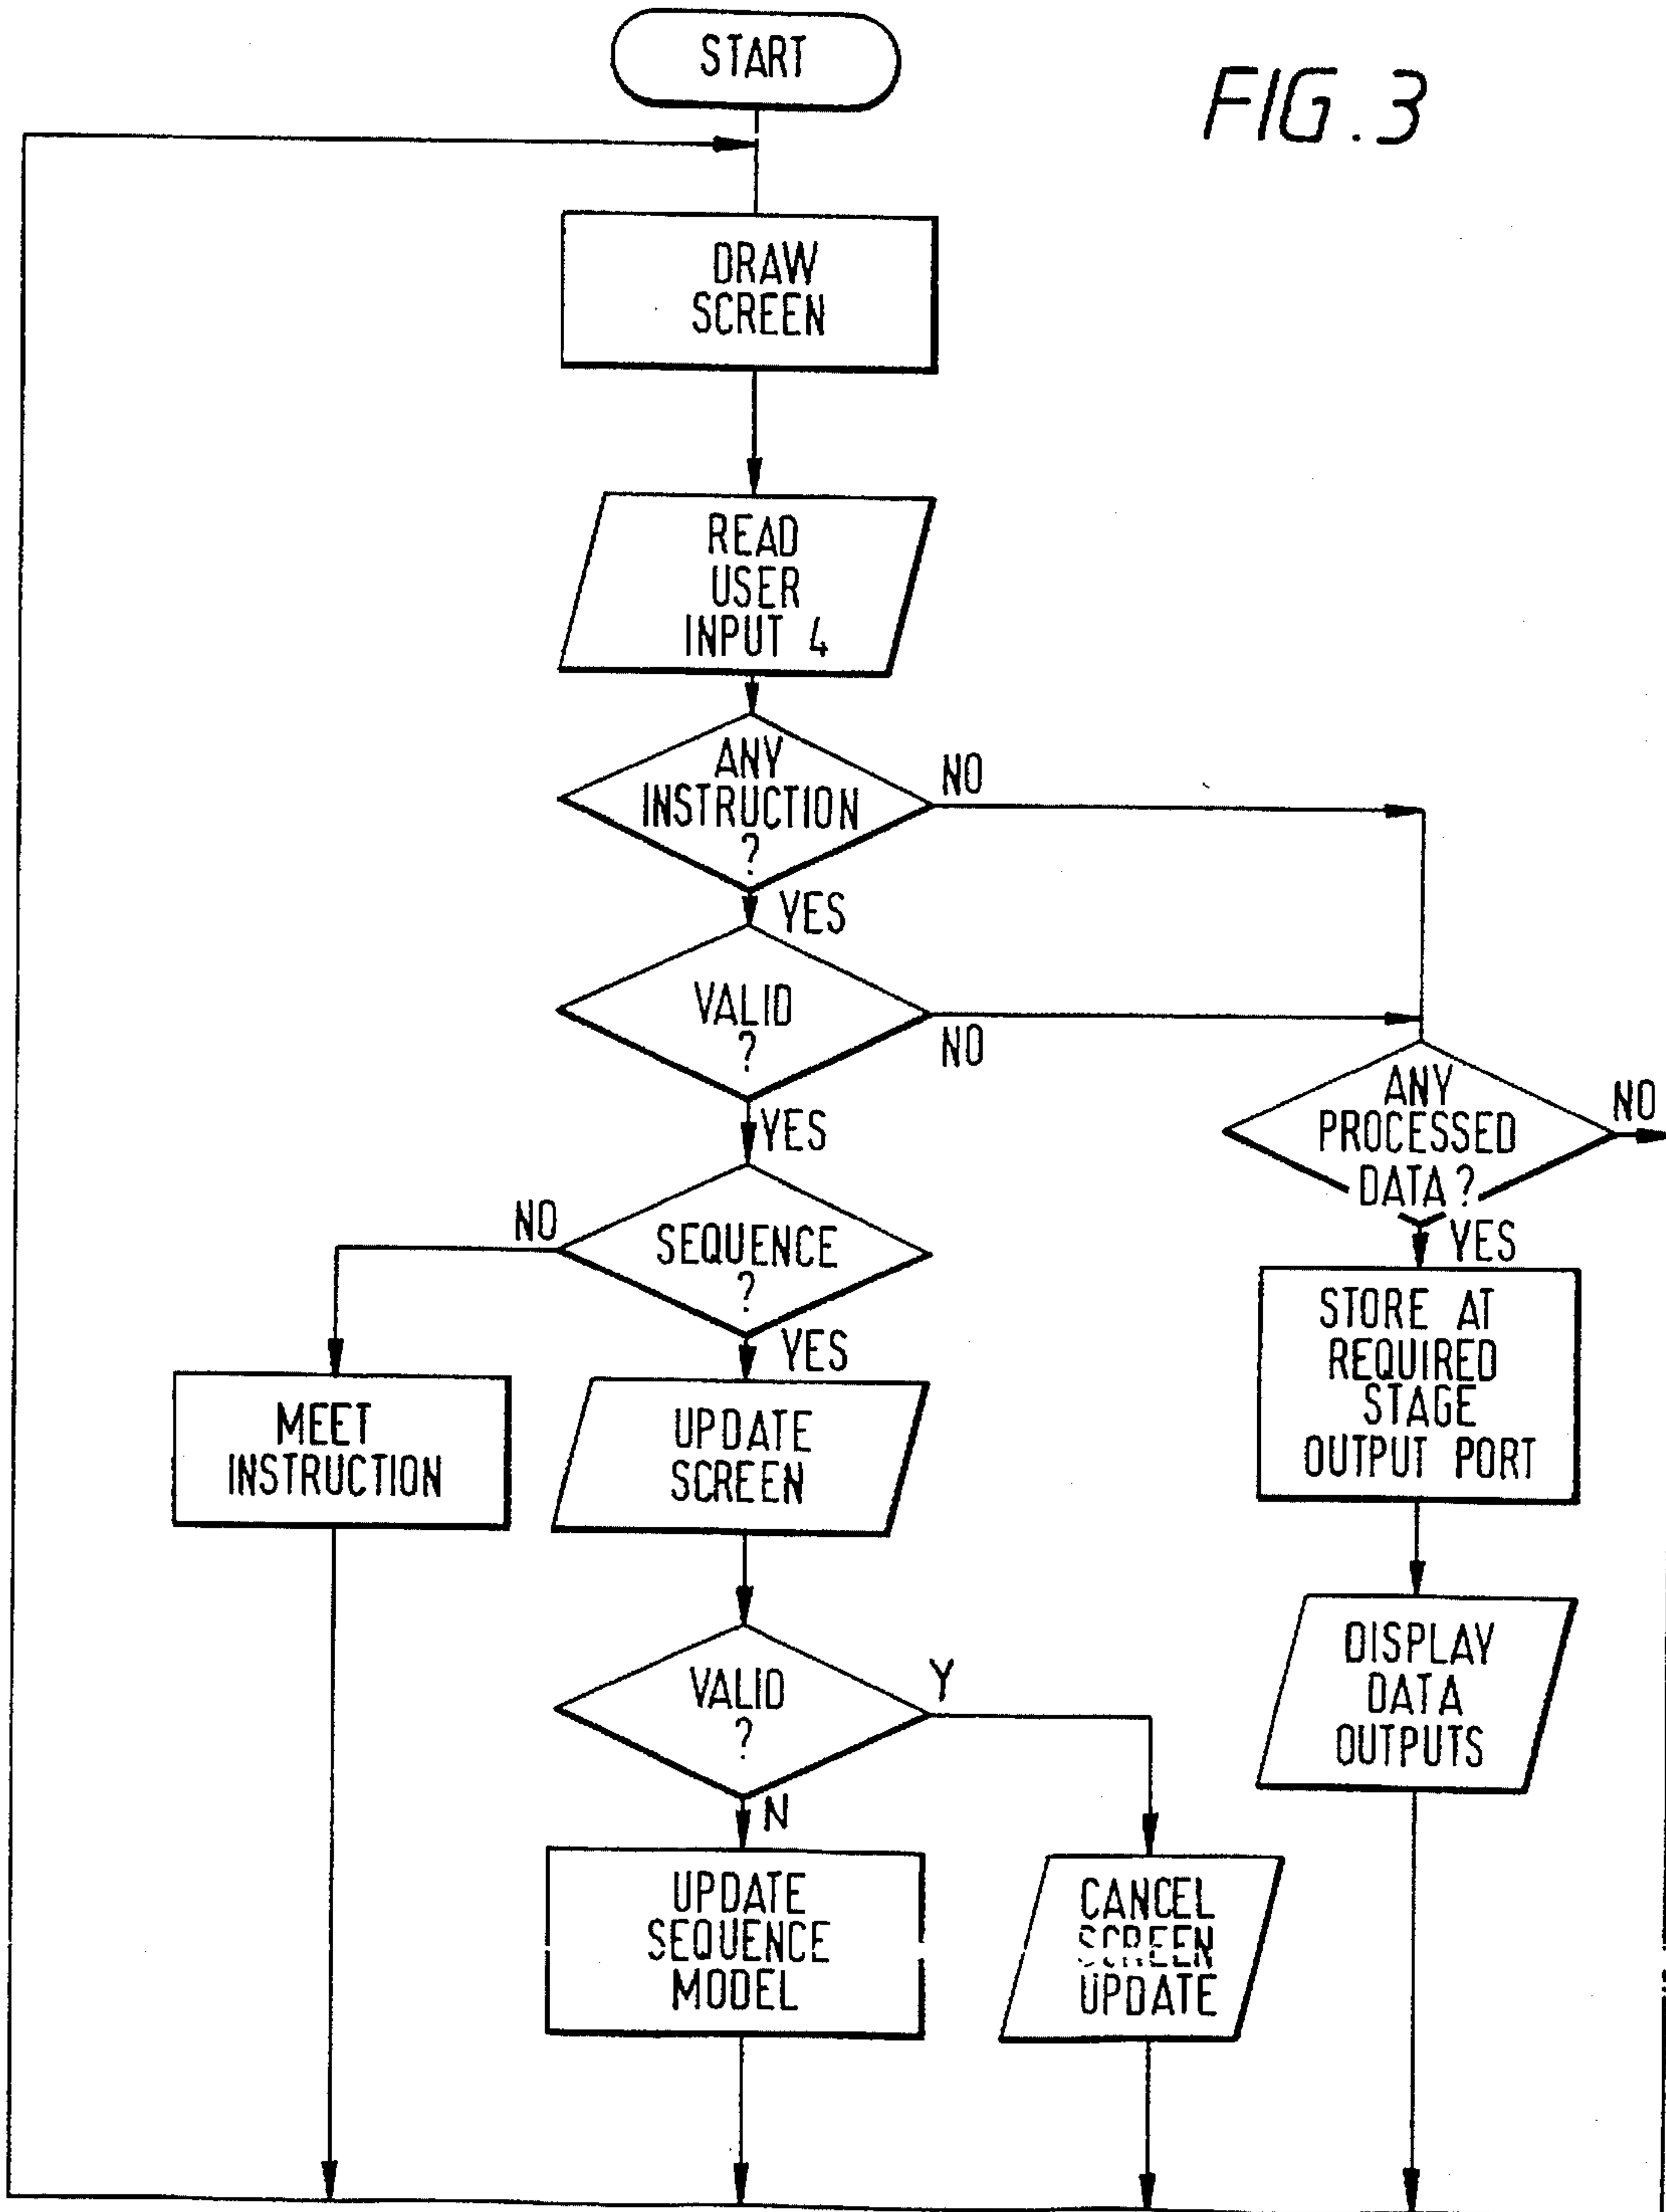 START
FIG. 3
DRAW
SCREEN
READ
USER
INPUT 4
ANY
INSTRUCTION
?
NO
YES
VALID
?
NO
YES
ANY
PROCESSED
DATA?
NO
YES
SEQUENCE
?
NO
YES
MEET
INSTRUCTION
UPDATE
SCREEN
STORE AT
REQUIRED
STAGE
OUTPUT PORT
VALID
?
Y
N
DISPLAY
DATA
OUTPUTS
UPDATE
SEQUENCE
MODEL
CANCEL
SCREEN
UPDATE